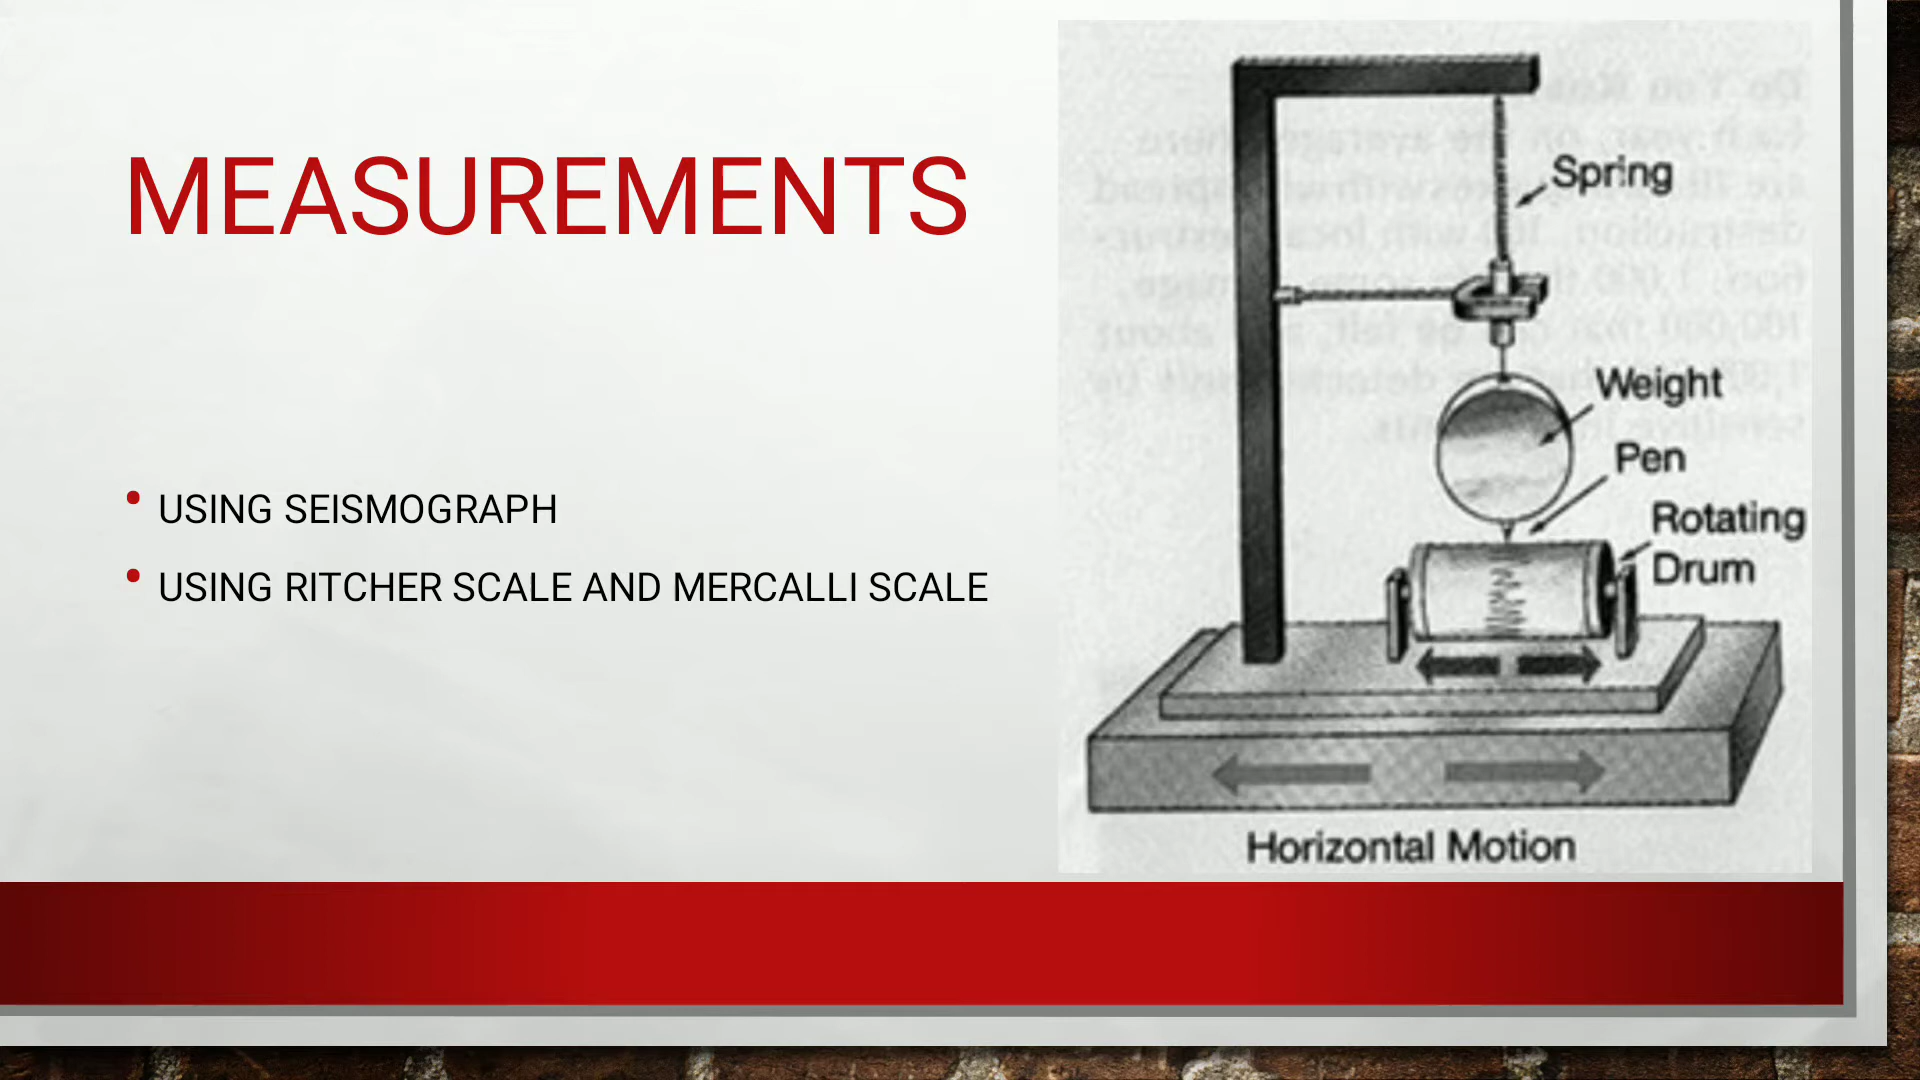 MEASUREMENTS
• USING SEISMOGRAPH
• USING RITCHER SCALE AND MERCALLI SCALE
Spring
Weight
Pen
Rotating
Drum
Horizontal Motion